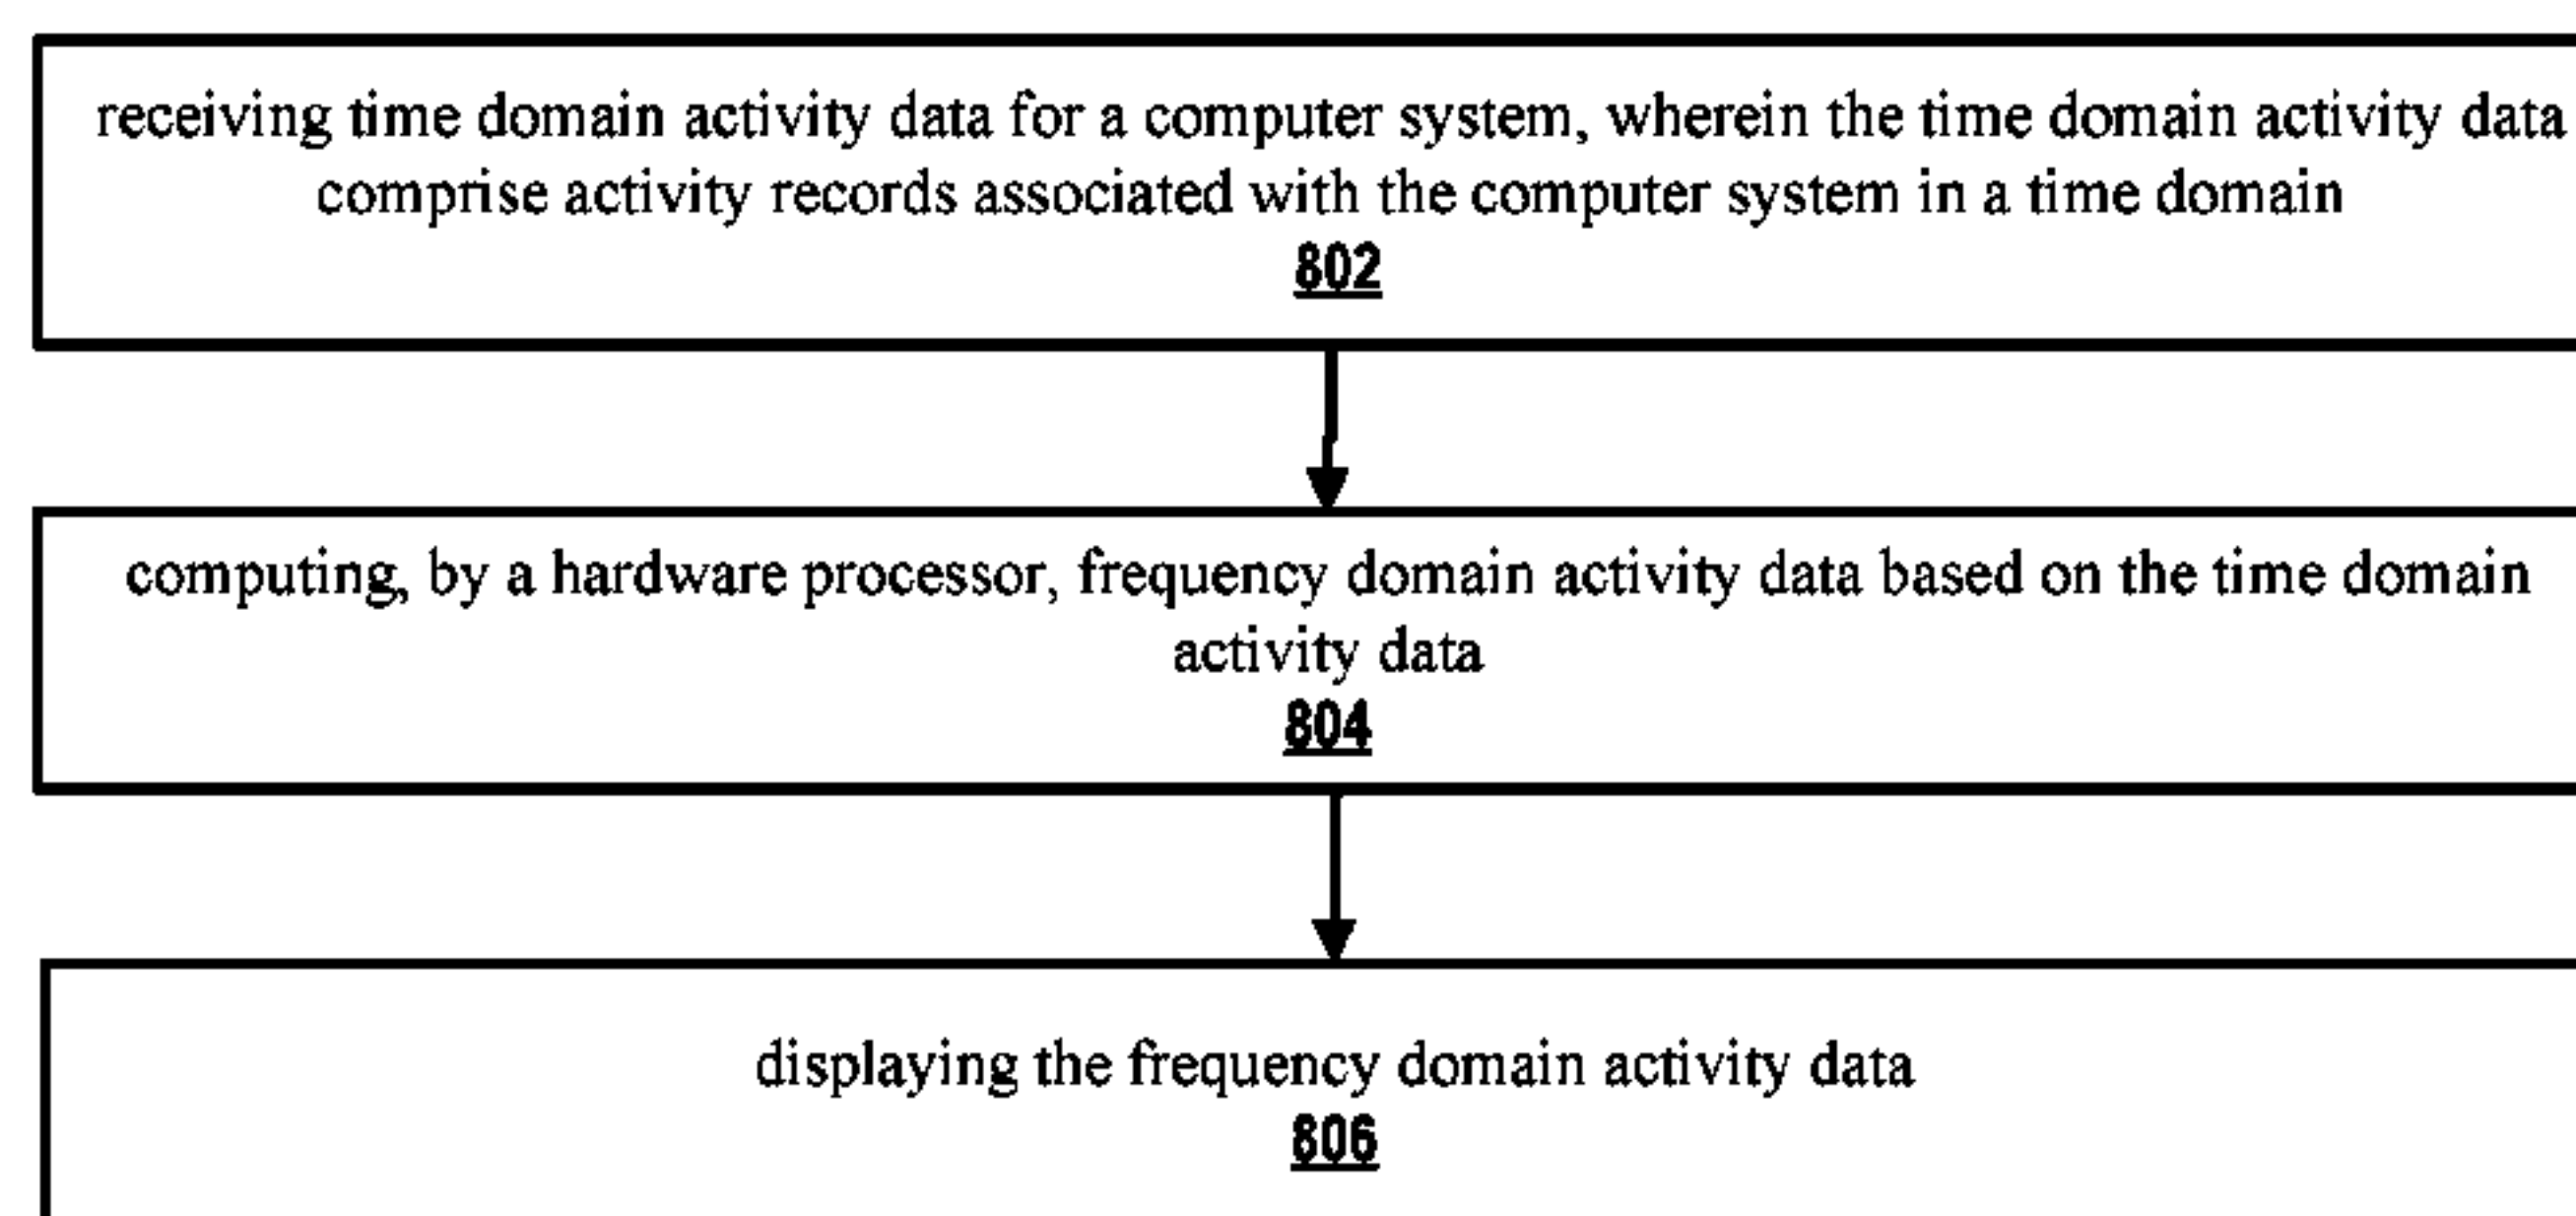 receiving time domain activity data for a computer system, wherein the time domain activity data
comprise activity records associated with the computer system in a time domain
802
computing, by a hardware processor, frequency domain activity data based on the time domain
activity data
804
displaying the frequency domain activity data
806